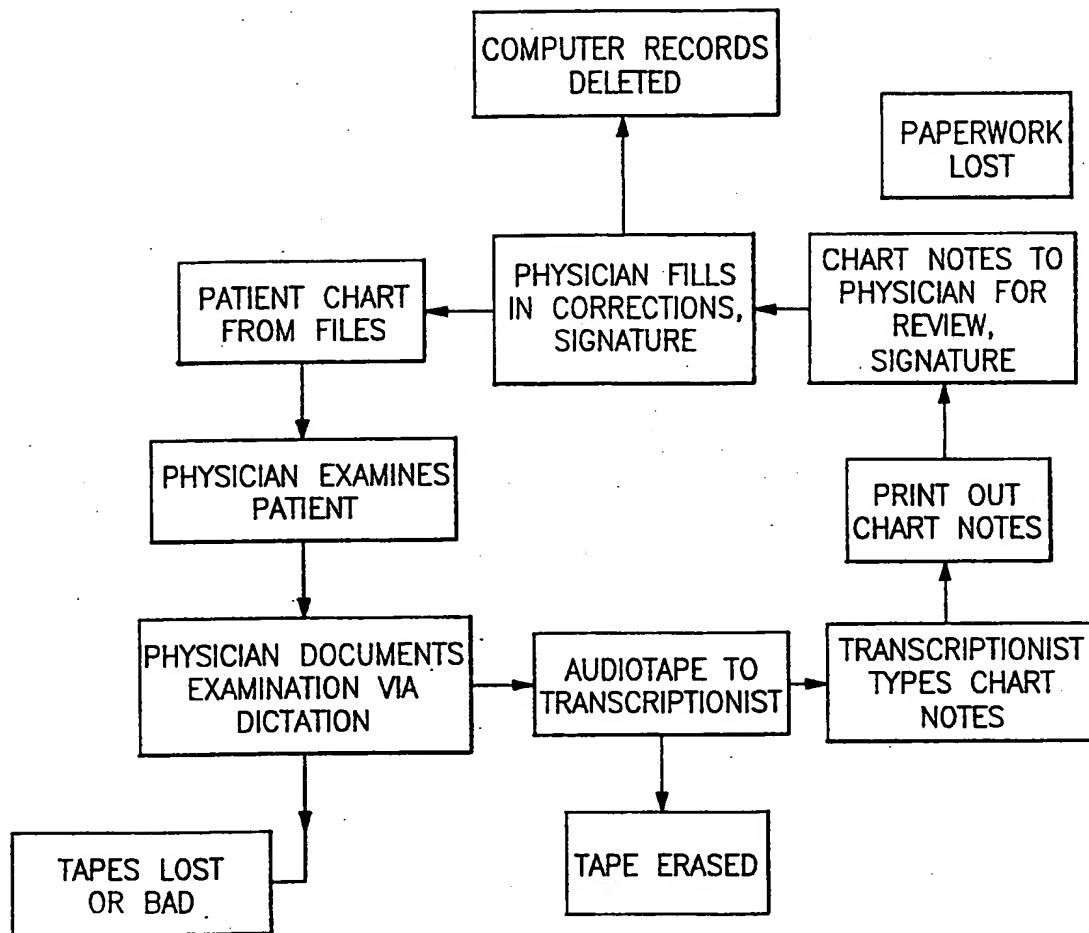 COMPUTER RECORDS
DELETED
PAPERWORK
LOST
PATIENT CHART
FROM FILES
PHYSICIAN FILLS
IN CORRECTIONS,
SIGNATURE
CHART NOTES TO
PHYSICIAN FOR
REVIEW,
SIGNATURE
PHYSICIAN EXAMINES
PATIENT
PRINT OUT
CHART NOTES
PHYSICIAN DOCUMENTS
EXAMINATION VIA
DICTATION
AUDIOTAPE TO
TRANSCRIPTIONIST
TRANSCRIPTIONIST
TYPES CHART
NOTES
TAPES LOST
OR BAD
TAPE ERASED